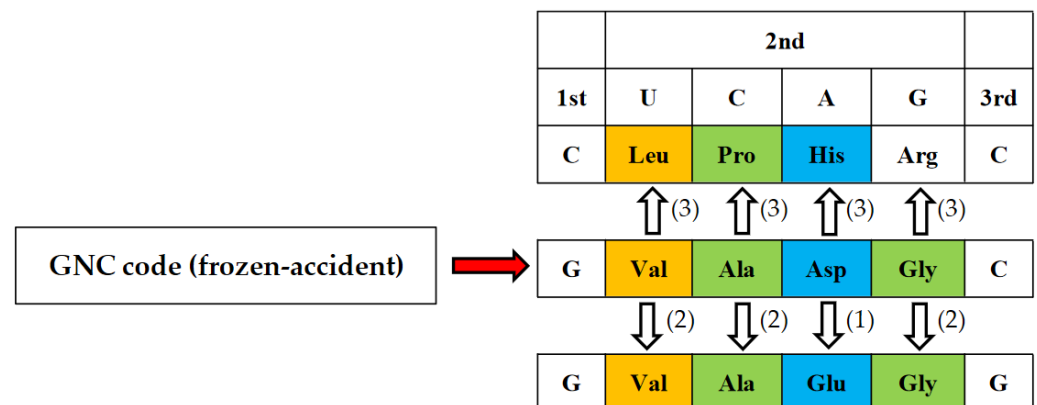 2nd
1st U C A G 3rd
C Leu Pro His Arg C
(3) (3) (3) (3)
GNC code (frozen-accident)
G Val Ala Asp Gly C
(2) (2) (1) (2)
G Val Ala Glu Gly G